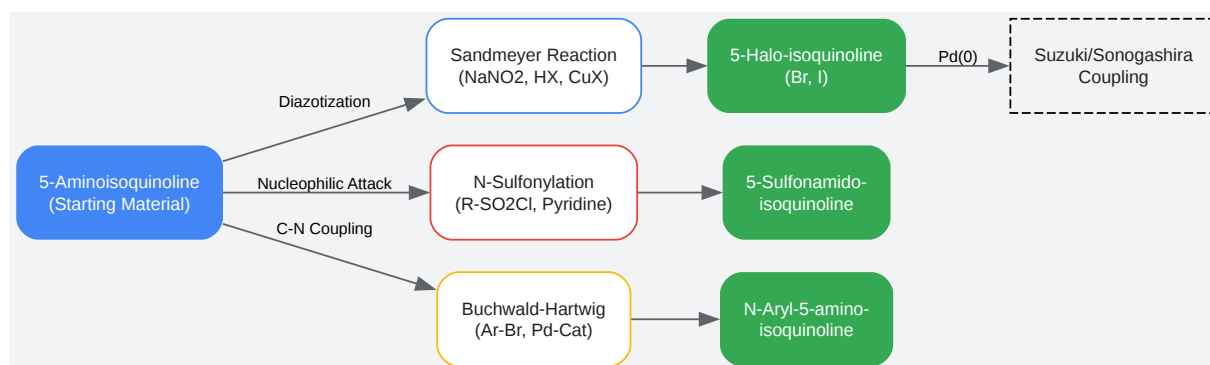 Sandmeyer Reaction
(NaNO2, HX, CuX)
5-Halo-isoquinoline
(Br, I)
Pd(0)
Suzuki/Sonogashira
Coupling
Diazotization
5-Aminoisoquinoline
(Starting Material)
Nucleophilic Attack
N-Sulfonylation
(R-SO2Cl, Pyridine)
5-Sulfonamido-
isoquinoline
C-N Coupling
Buchwald-Hartwig
(Ar-Br, Pd-Cat)
N-Aryl-5-amino-
isoquinoline